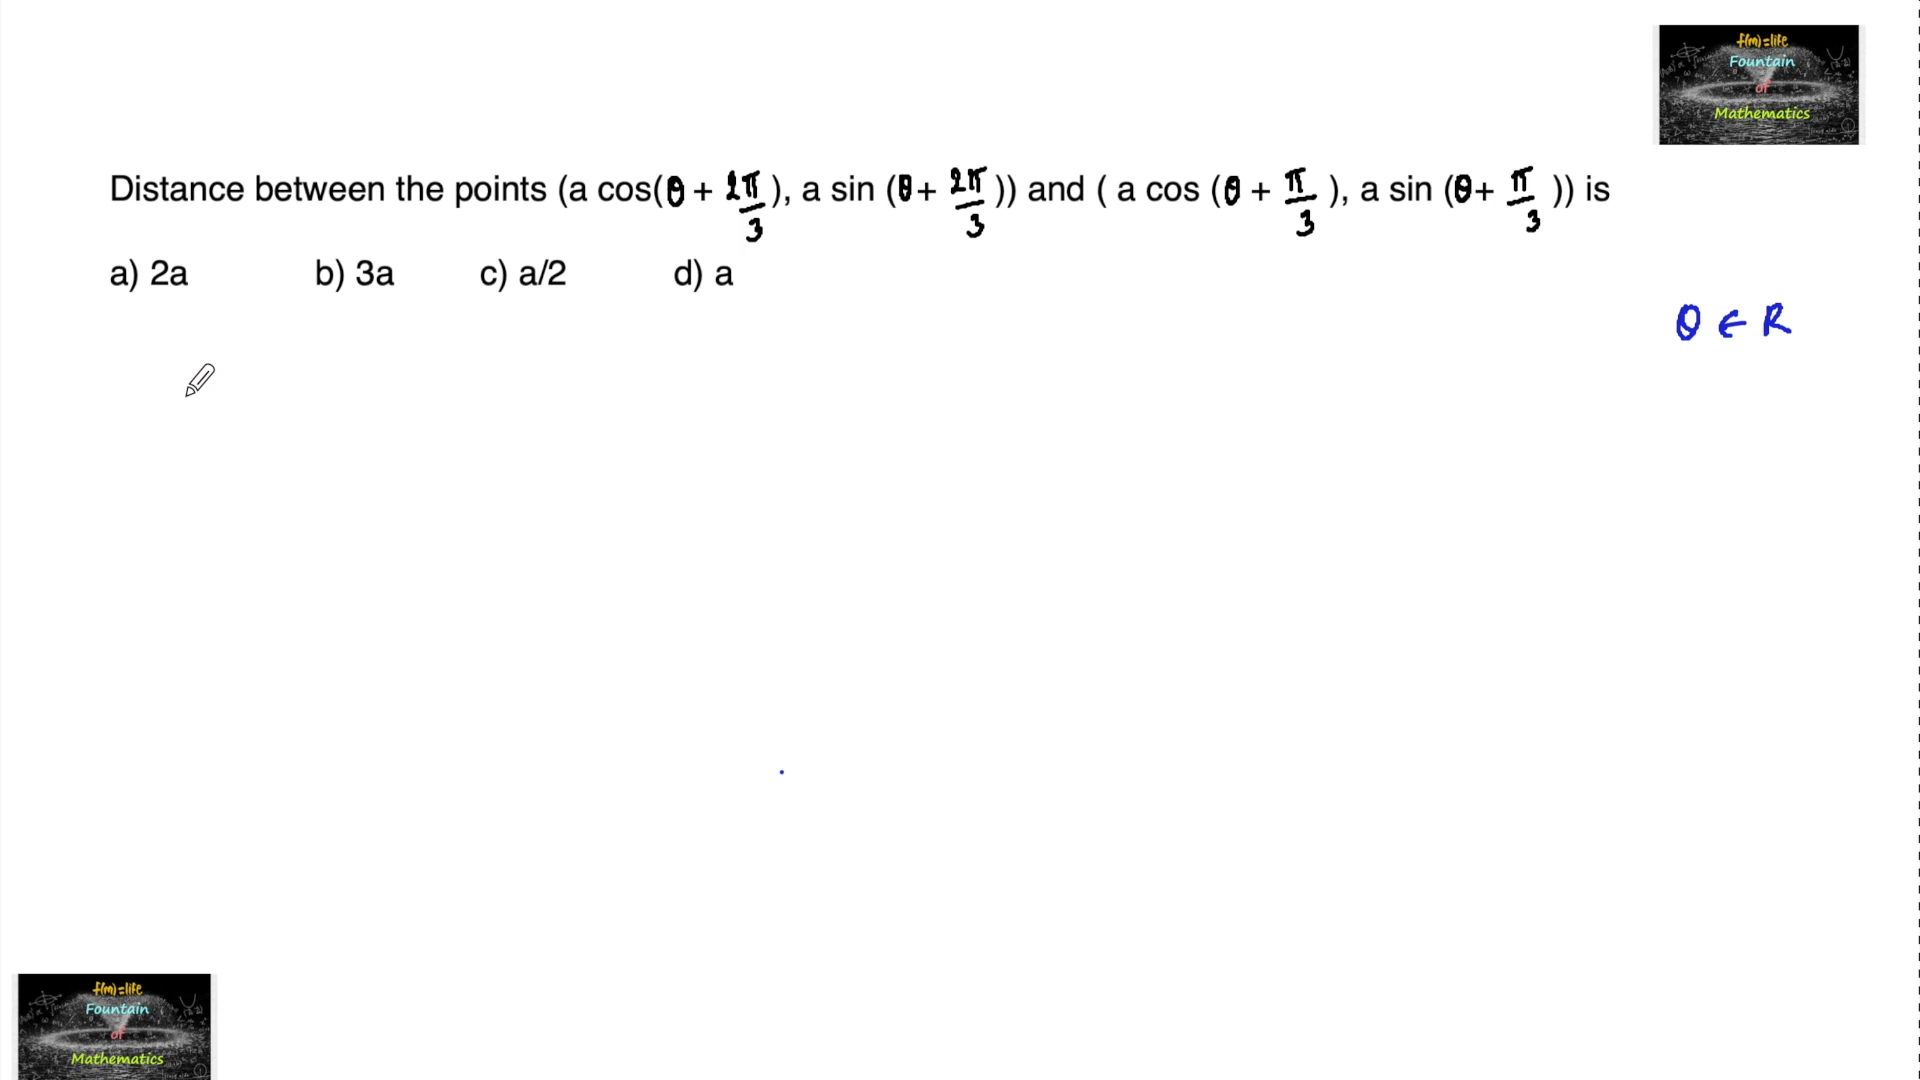 f(m)=life
Fountain
of
Mathematics
Distance between the points (a cos(θ + 2π/3), a sin (θ+ 2π/3)) and ( a cos (θ + π/3 ), a sin (θ+ π/3 )) is
a) 2a b) 3a c) a/2 d) a
θ ∈ R
f(m)=life
Fountain
of
Mathematics